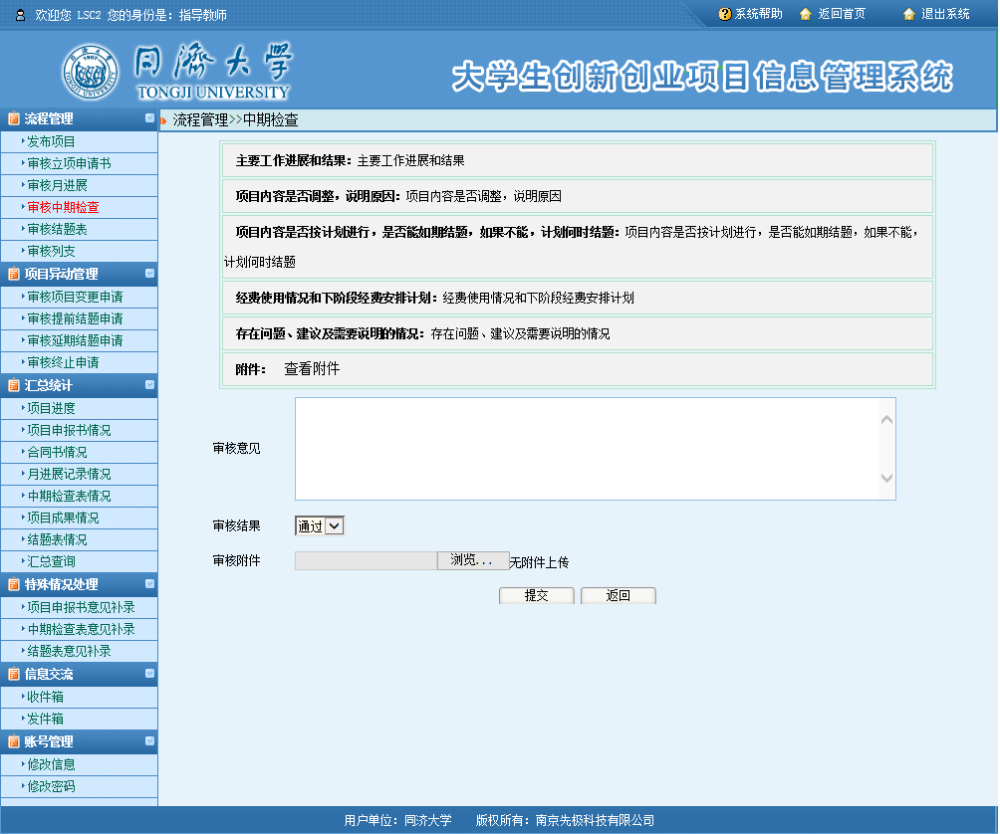 欢迎您 LSC2 您的身份是：指导教师
系统帮助 返回首页 退出系统
同濟大学
TONGJI UNIVERSITY
大学生创新创业项目信息管理系统
流程管理
发布项目
审核立项申请书
审核月进展
审核中期检查
审核结题表
审核列支
项目异动管理
审核项目变更申请
审核提前结题申请
审核延期结题申请
审核终止申请
汇总统计
项目进度
项目申报书情况
合同书情况
月进展记录情况
中期检查表情况
项目成果情况
结题表情况
汇总查询
特殊情况处理
项目申报书意见补录
中期检查表意见补录
结题表意见补录
信息交流
收件箱
发件箱
账号管理
修改信息
修改密码
流程管理>>中期检查
主要工作进展和结果：主要工作进展和结果
项目内容是否调整，说明原因：项目内容是否调整，说明原因
项目内容是否按计划进行，是否能如期结题，如果不能，计划何时结题：项目内容是否按计划进行，是否能如期结题，如果不能，
计划何时结题
经费使用情况和下阶段经费安排计划：经费使用情况和下阶段经费安排计划
存在问题、建议及需要说明的情况：存在问题、建议及需要说明的情况
附件： 查看附件
审核意见
审核结果 通过
审核附件 浏览... 无附件上传
提交 返回
用户单位：同济大学 版权所有：南京先极科技有限公司